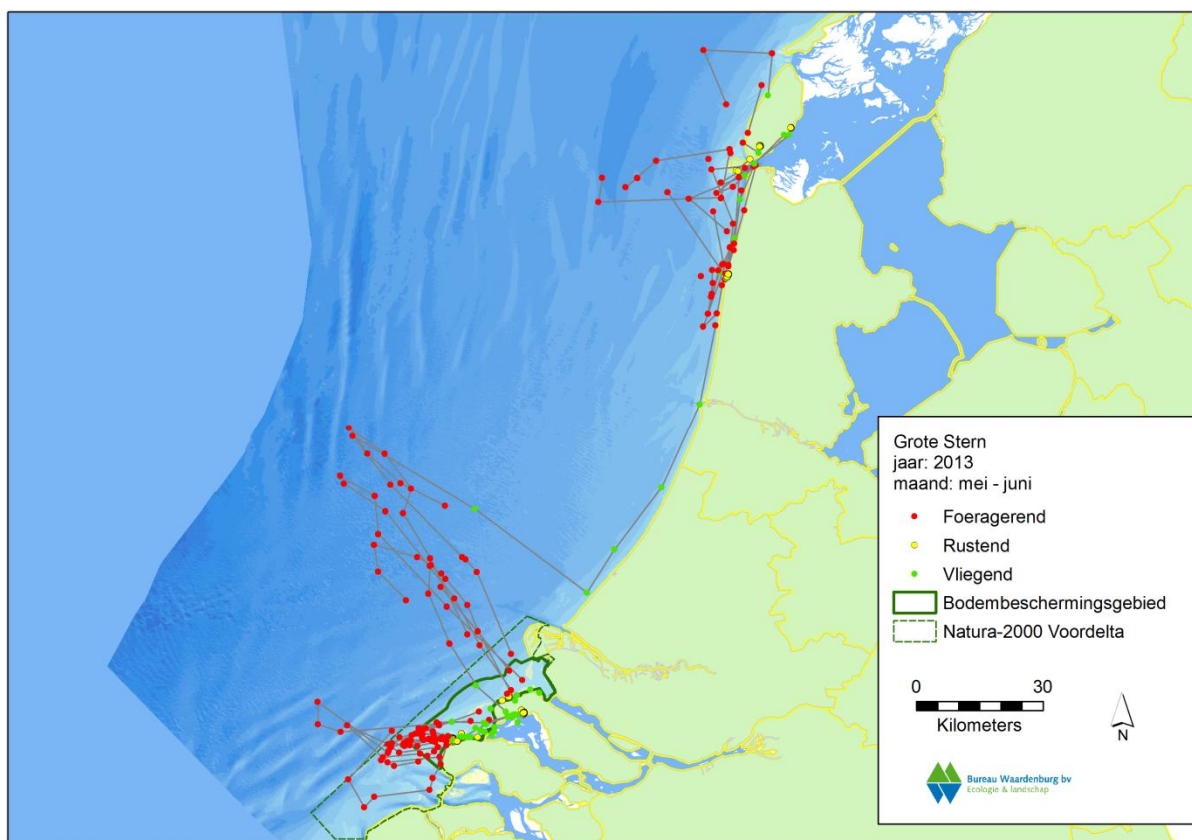 Grote Stern
jaar: 2013
maand: mei - juni
Foeragerend
Rustend
Vliegend
Bodembeschermingsgebied
Natura-2000 Voordelta
0 30
Kilometers
N
Bureau Waardenburg bv
Ecologie & landschap